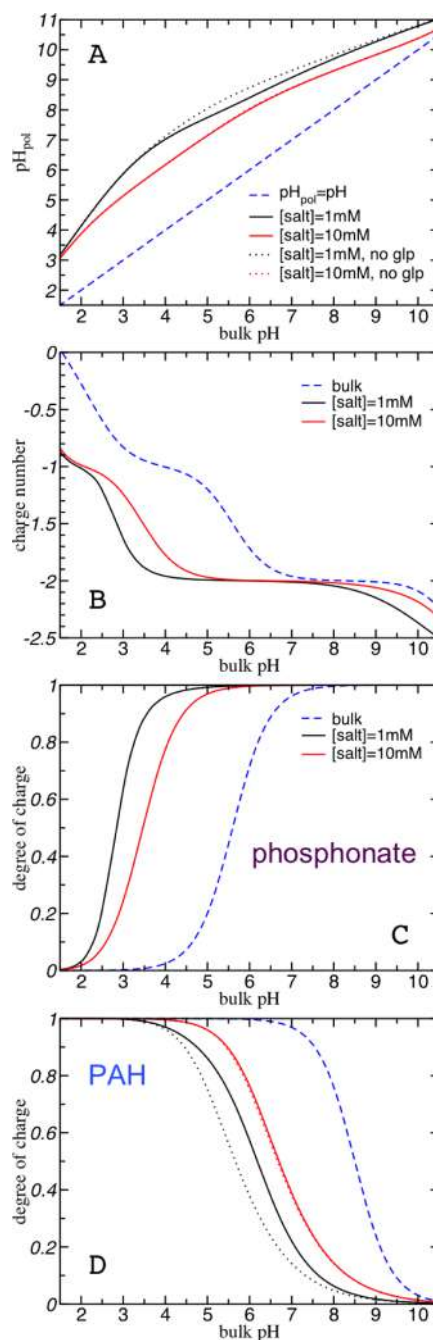 11
10
9
8
7
6
5
4
3
2
pH_pol
A
pH_pol=pH
[salt]=1mM
[salt]=10mM
[salt]=1mM, no glp
[salt]=10mM, no glp
2 3 4 5 6 7 8 9 10
bulk pH
0
-0.5
-1
-1.5
-2
-2.5
charge number
bulk
[salt]=1mM
[salt]=10mM
B
2 3 4 5 6 7 8 9 10
bulk pH
1
0.8
0.6
0.4
0.2
0
degree of charge
bulk
[salt]=1mM
[salt]=10mM
phosphonate
C
2 3 4 5 6 7 8 9 10
bulk pH
1
0.8
0.6
0.4
0.2
0
degree of charge
PAH
D
2 3 4 5 6 7 8 9 10
bulk pH